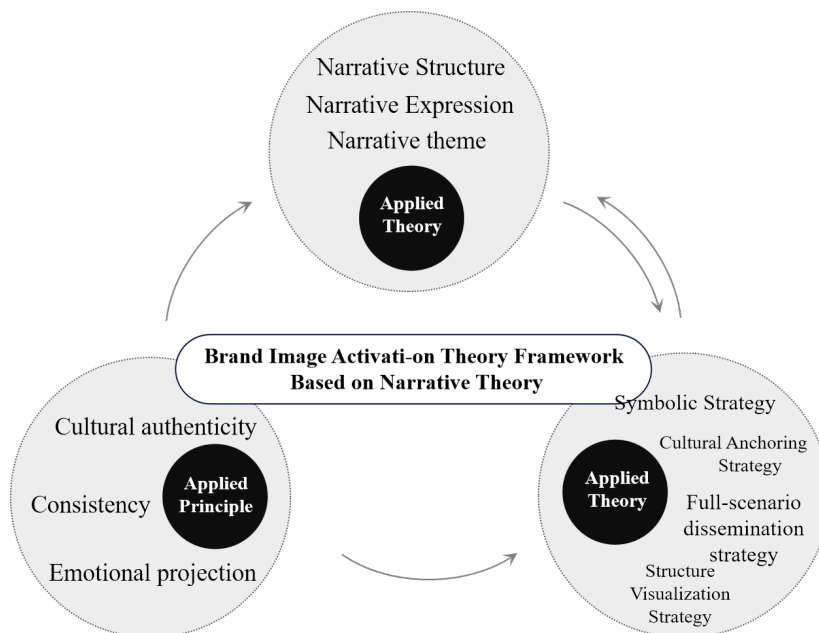 Narrative Structure
Narrative Expression
Narrative theme
Applied
Theory
Brand Image Activati-on Theory Framework
Based on Narrative Theory
Cultural authenticity
Applied
Principle
Consistency
Emotional projection
Symbolic Strategy
Cultural Anchoring
Strategy
Applied
Theory
Full-scenario
dissemination
strategy
Structure
Visualization
Strategy